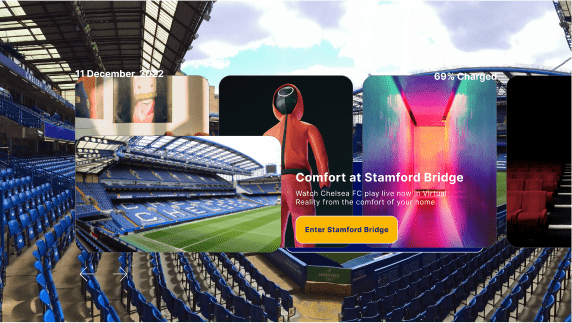 11 December, 2022
69% Charged
Comfort at Stamford Bridge
Watch Chelsea FC play live now in Virtual
Reality from the comfort of your home.
Enter Stamford Bridge
CHELSEA